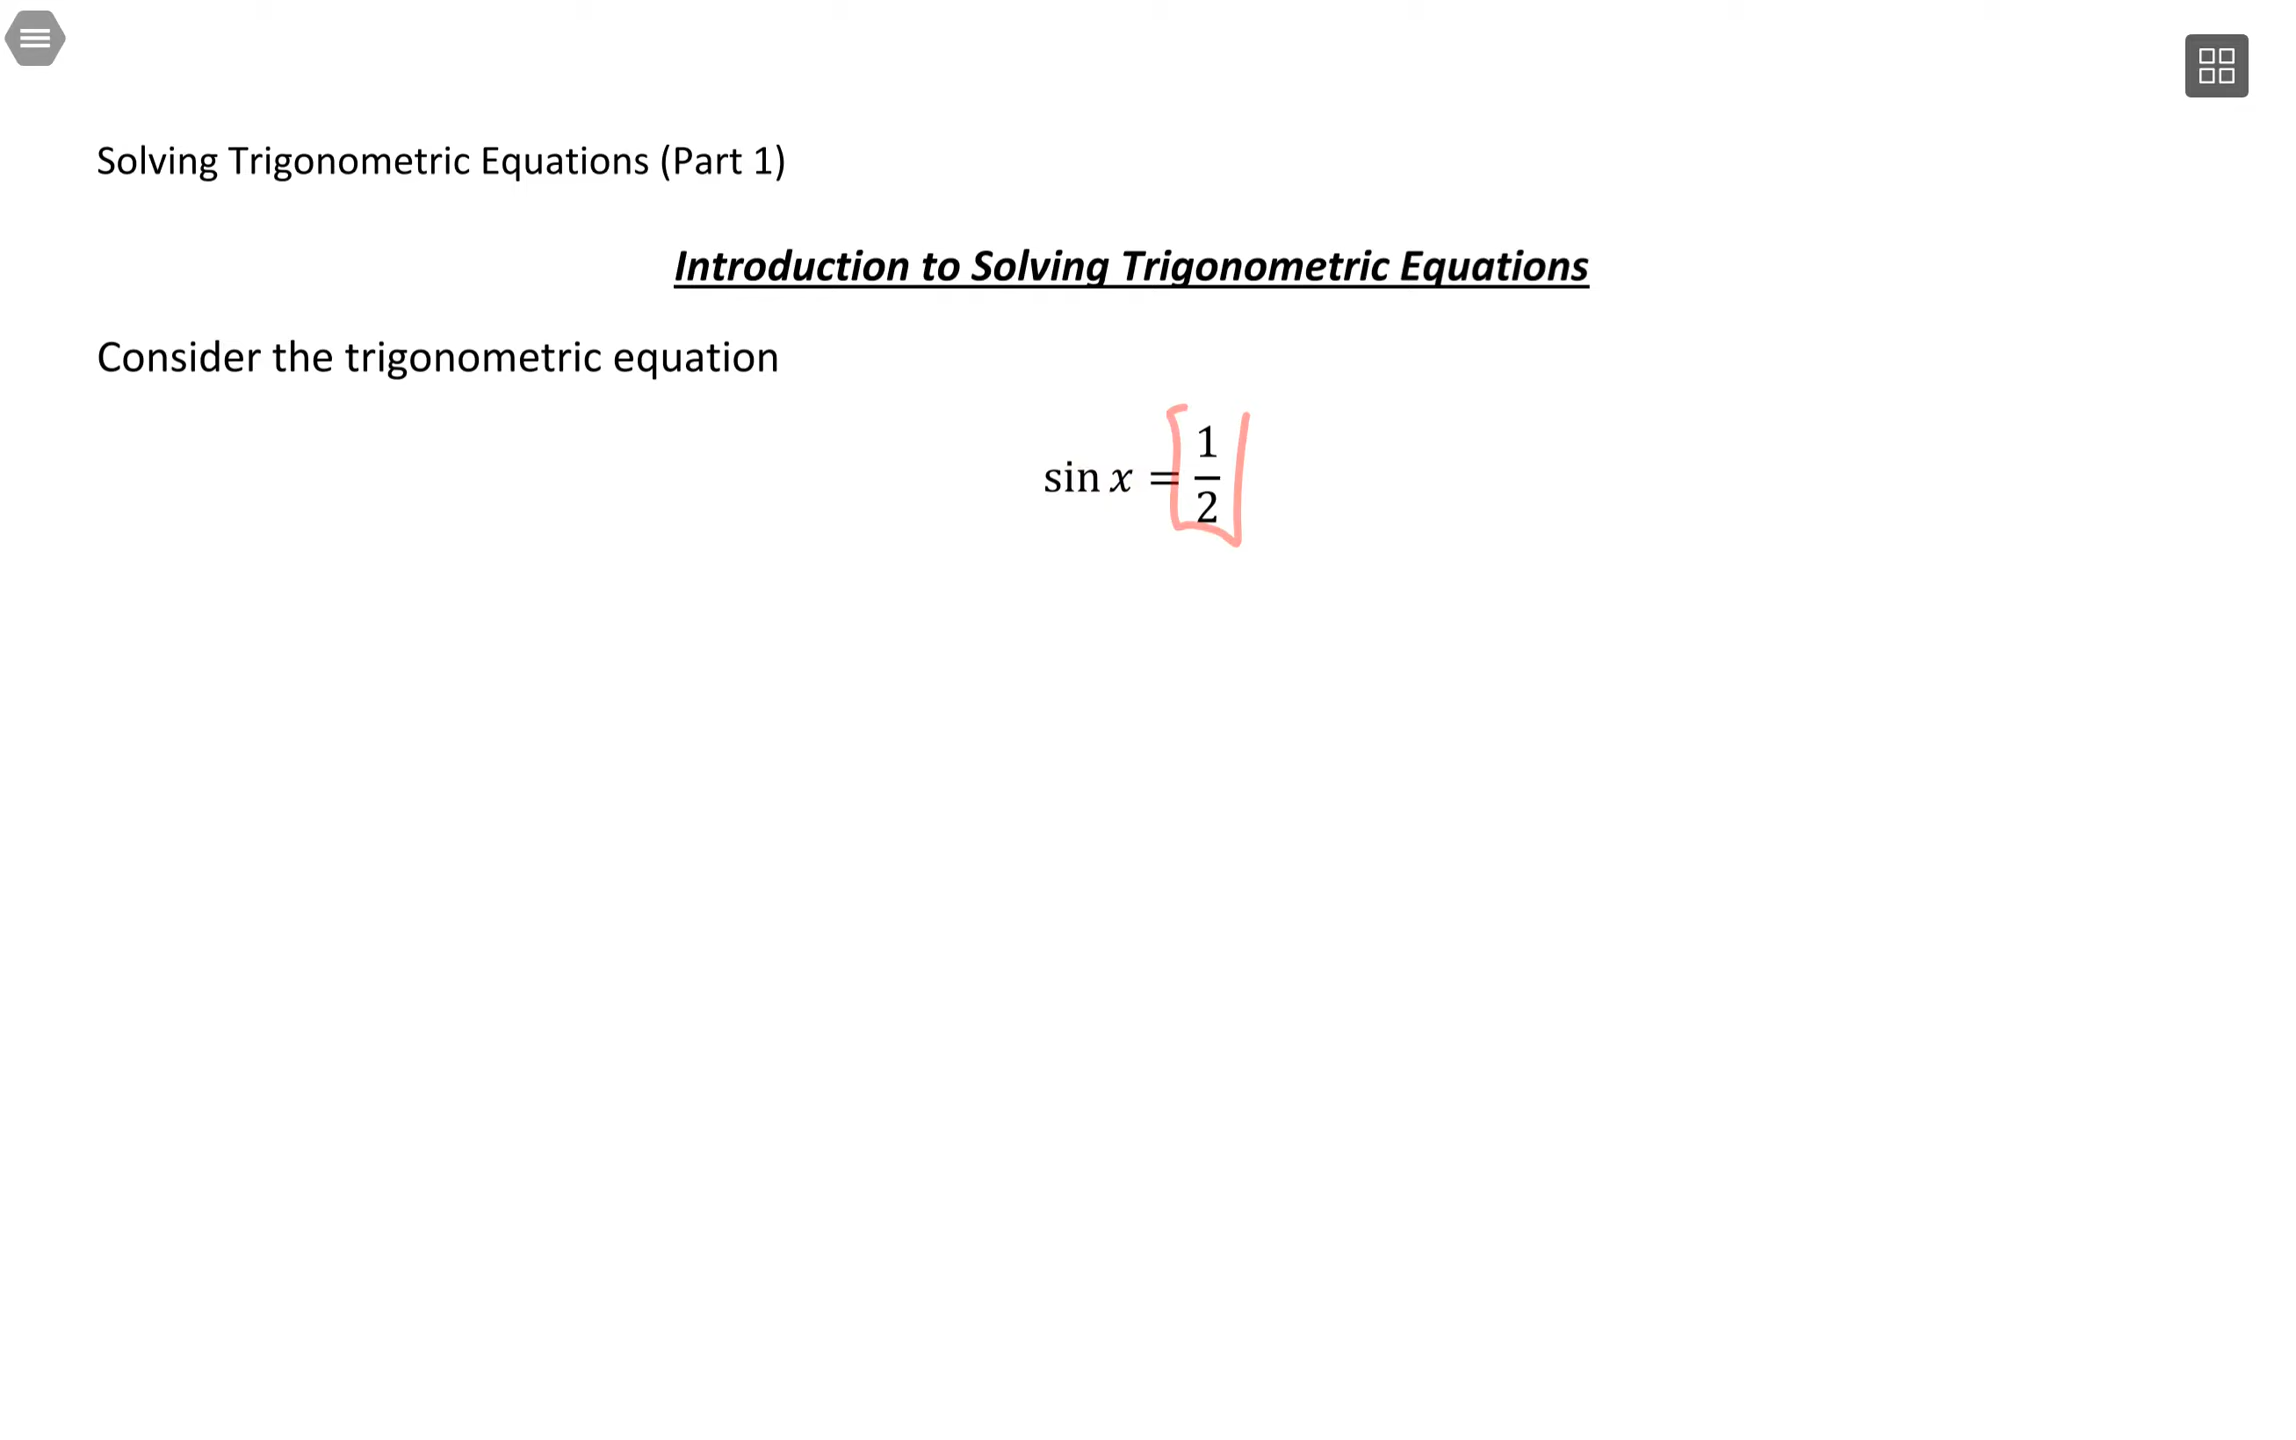 Solving Trigonometric Equations (Part 1)
Introduction to Solving Trigonometric Equations
Consider the trigonometric equation
sin x = 1/2